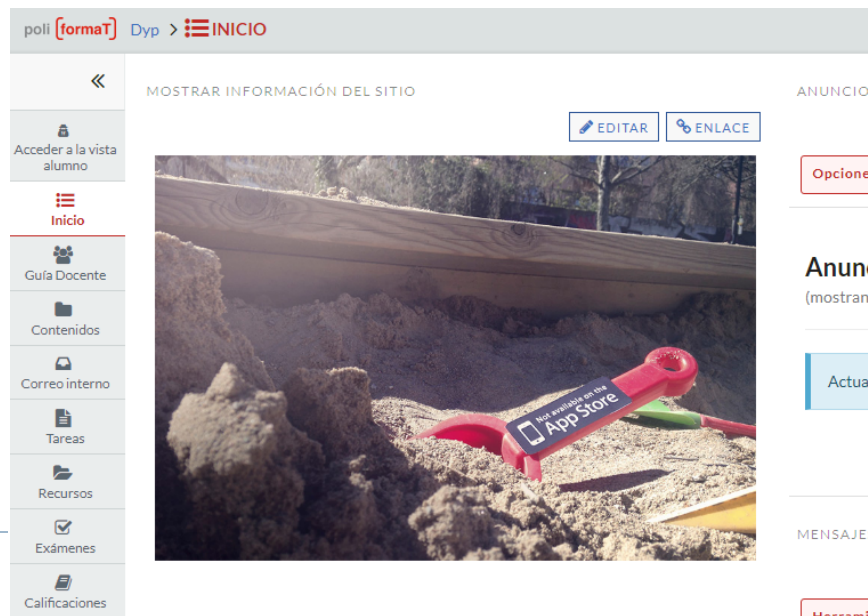 poli [formaT] Dyp > INICIO
MOSTRAR INFORMACIÓN DEL SITIO
EDITAR ENLACE
Acceder a la vista
alumno
Inicio
Guía Docente
Contenidos
Correo interno
Tareas
Recursos
Exámenes
Calificaciones
Not available on the
App Store
ANUNCIO
Opcione
Anun
(mostran
Actua
MENSAJE